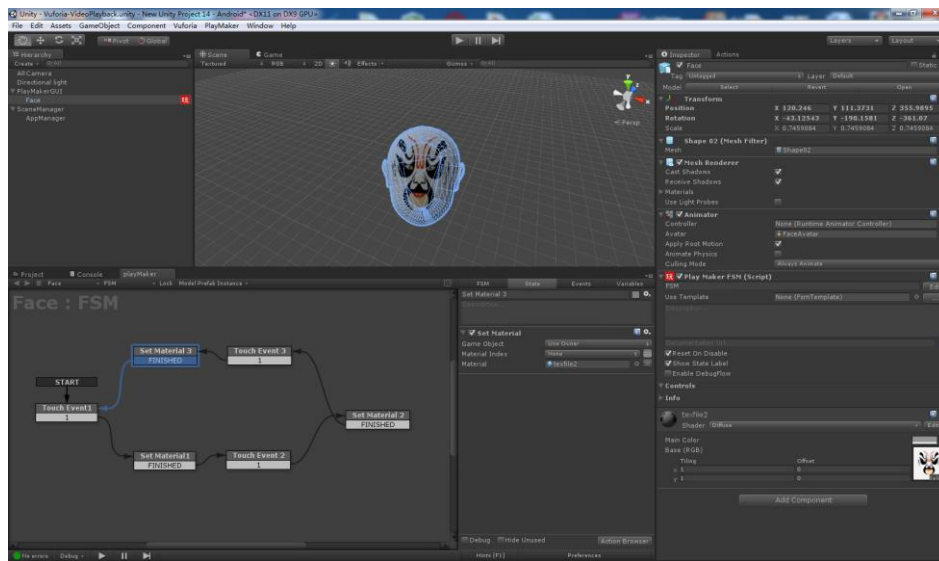 Unity - Vuforia-VideoPlayback.unity - New Unity Project 14 - Android* <DX11 on DX9 GPU>
File Edit Assets GameObject Component Vuforia PlayMaker Window Help
Pivot Global Layers Layout
Hierarchy
Create All
ARCamera
Directional light
PlayMakerGUI
Face
SceneManager
AppManager
Scene Game
Textured RGB 2D Effects Gizmos All
y
Persp
Inspector Actions
Face Static
Tag Untagged Layer Default
Model Select Revert Open
Transform
Position X 130.246 Y 111.3731 Z 355.9895
Rotation X -43.12543 Y -198.1581 Z -361.07
Scale X 0.7459084 Y 0.7459084 Z 0.7459084
Shape 02 (Mesh Filter)
Mesh Shape02
Mesh Renderer
Cast Shadows
Receive Shadows
Materials
Use Light Probes
Animator
Controller None (Runtime Animator Controller)
Avatar FaceAvatar
Apply Root Motion
Animate Physics
Culling Mode Always Animate
Play Maker FSM (Script)
FSM Edit
Use Template None (FsmTemplate)
Reset On Disable
Show State Label
Enable DebugFlow
Controls
Info
texfile2
Shader Diffuse Edit
Main Color
Base (RGB)
Tiling Offset
x 1 0
y 1 0
Add Component
Project Console playMaker
Face FSM Lock Model Prefab Instance
Face : FSM
Set Material 3
FINISHED
Touch Event 3
1
START
Touch Event1
1
Set Material 2
FINISHED
Set Material1
FINISHED
Touch Event 2
1
FSM State Events Variables
Set Material 3
Set Material
Game Object Use Owner
Material Index None
Material texfile2
Debug Hide Unused Action Browser
No errors Debug Hints [F1] Preferences